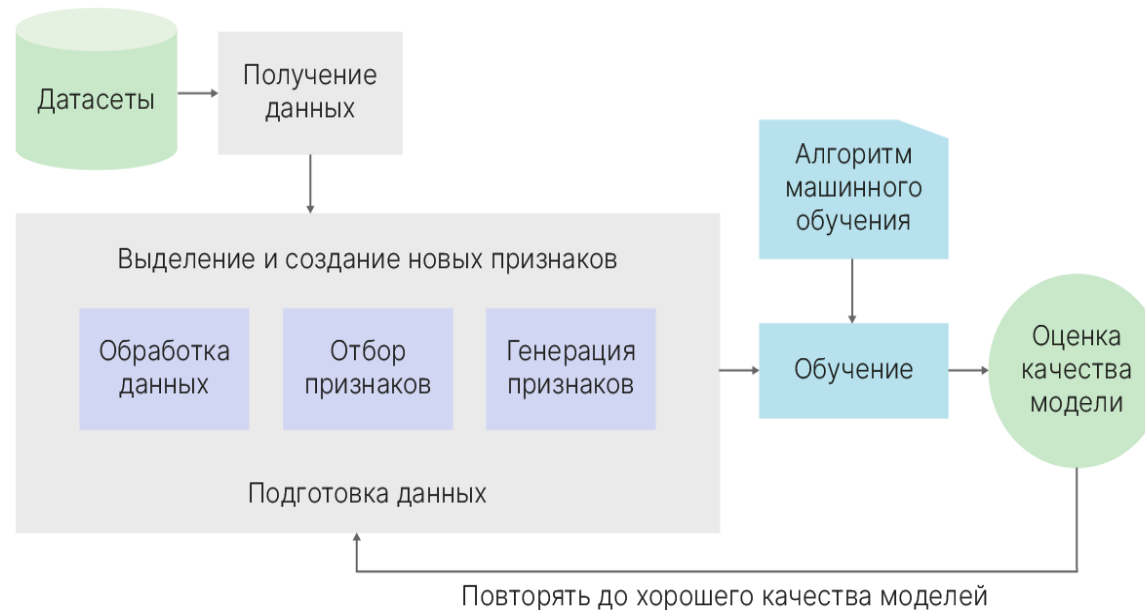 Датасеты
Получение
данных
Алгоритм
машинного
обучения
Выделение и создание новых признаков
Обработка
данных
Отбор
признаков
Генерация
признаков
Обучение
Оценка
качества
модели
Подготовка данных
Повторять до хорошего качества моделей